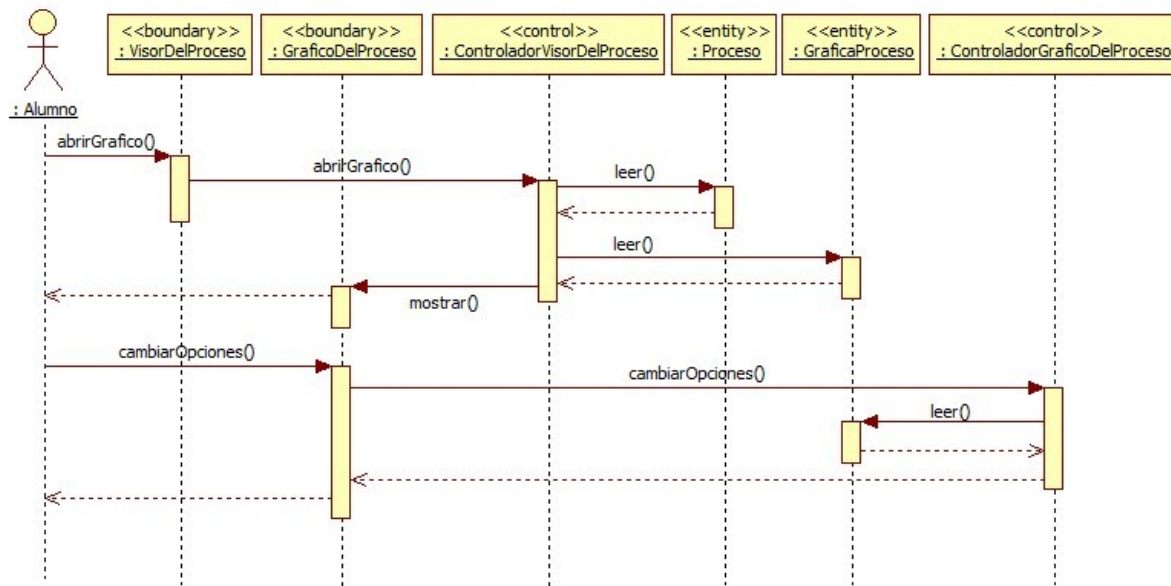 <<boundary>>
: VisorDelProceso
<<boundary>>
: GraficoDelProceso
<<control>>
: ControladorVisorDelProceso
<<entity>>
: Proceso
<<entity>>
: GraficaProceso
<<control>>
: ControladorGraficoDelProceso
: Alumno
abrirGrafico()
abrirGrafico()
leer()
leer()
mostrar()
cambiarOpciones()
cambiarOpciones()
leer()